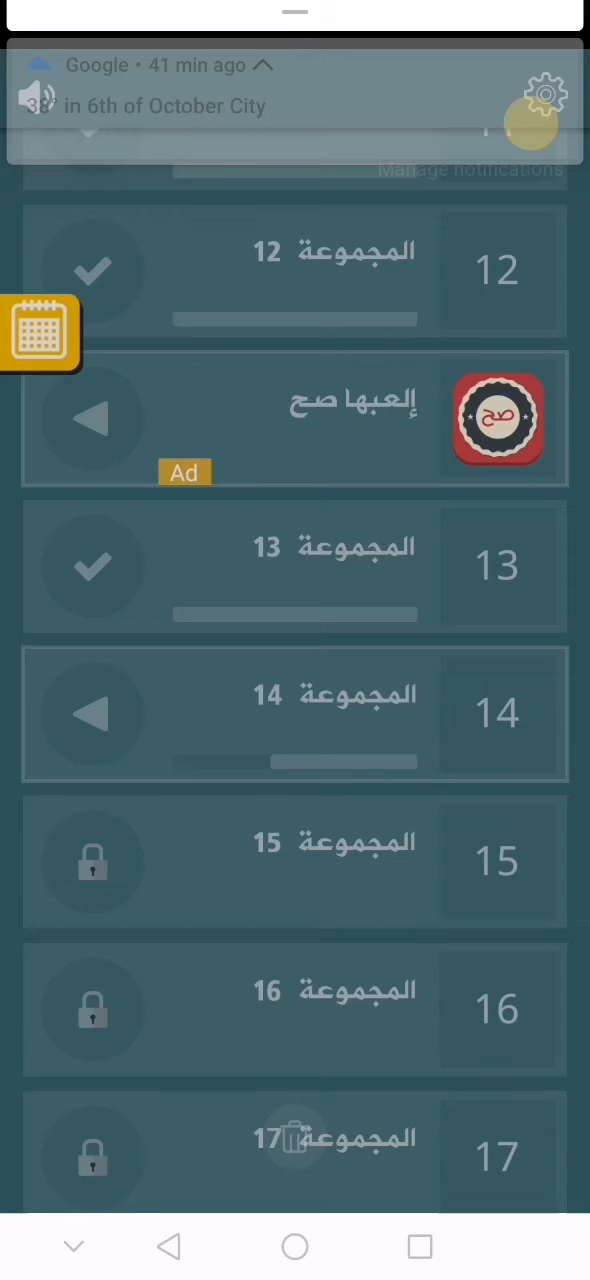 Google • 41 min ago
38° in 6th of October City
Manage notifications
المجموعة 12
12
إلعبها صح
صح
Ad
المجموعة 13
13
المجموعة 14
14
المجموعة 15
15
المجموعة 16
16
المجموعة 17
17